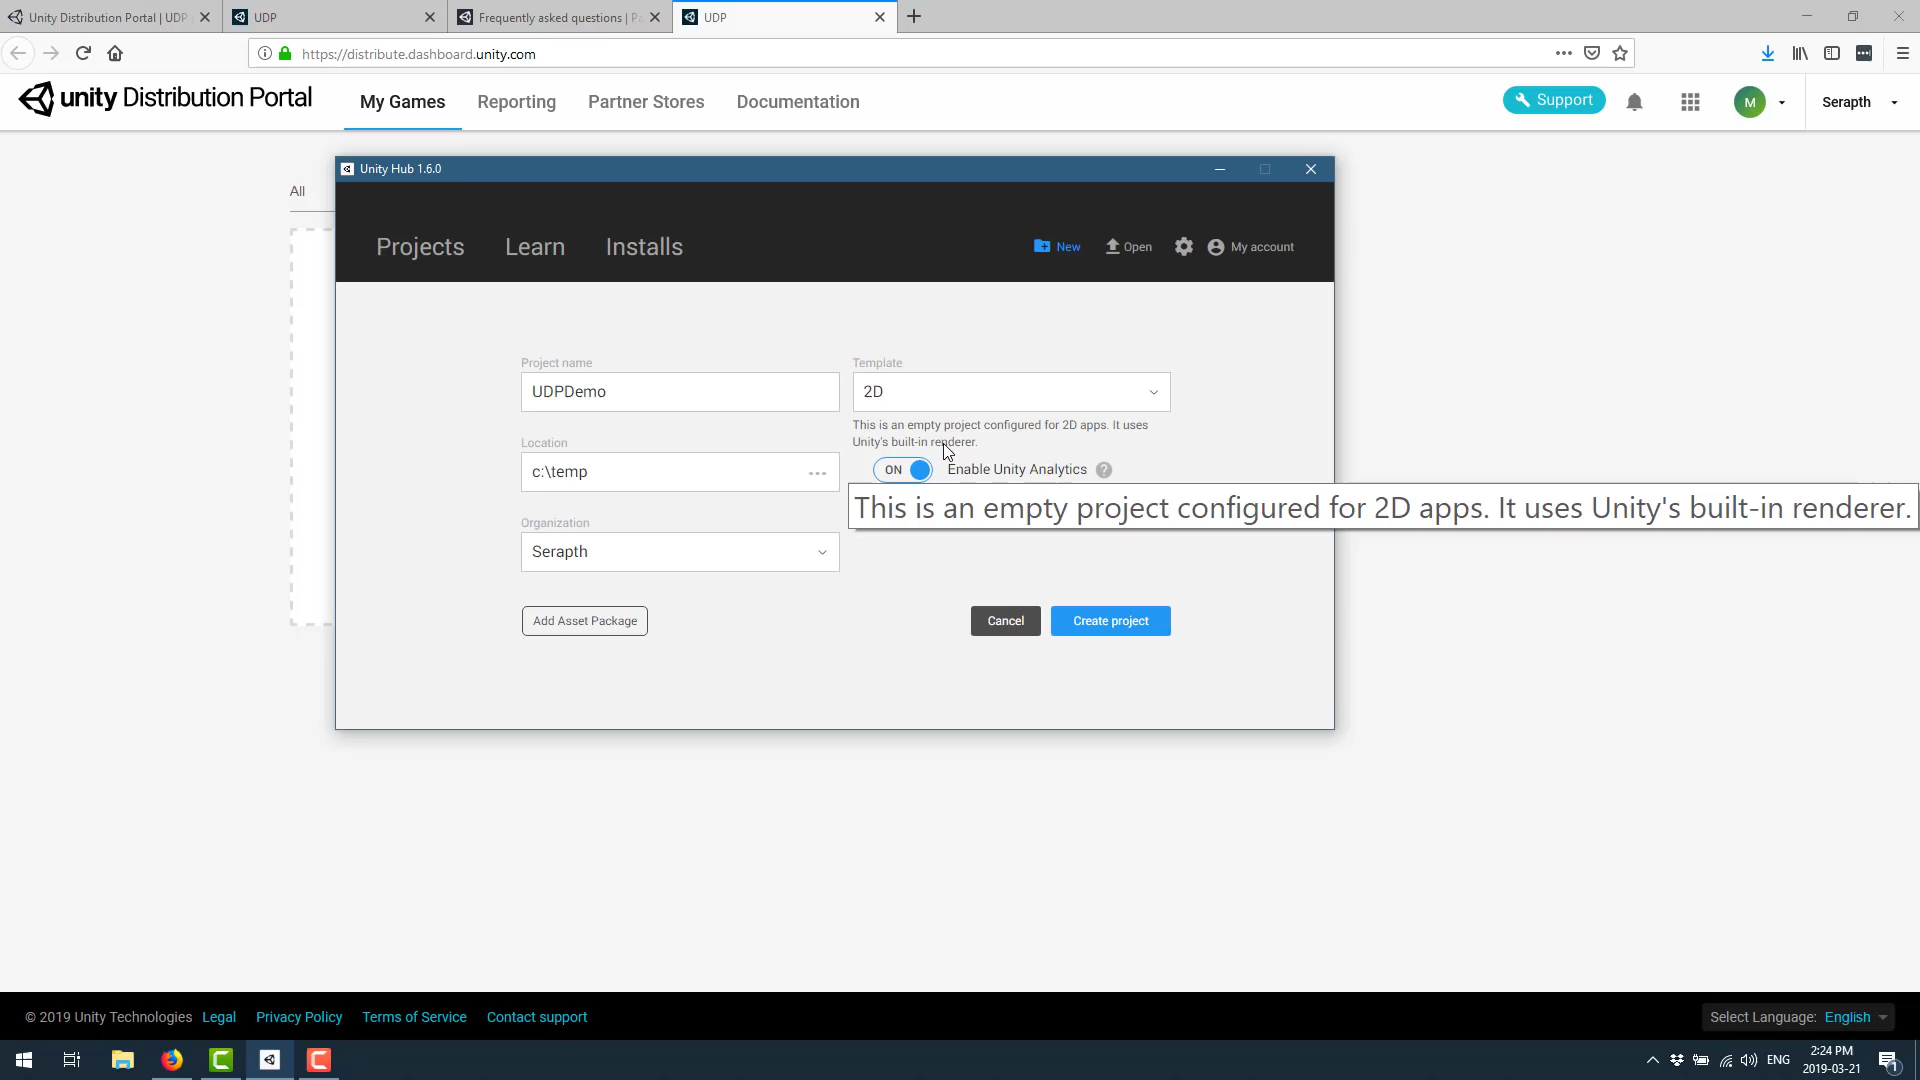 Unity Distribution Portal | UDP
UDP
Frequently asked questions | Pa
UDP
https://distribute.dashboard.unity.com
unity Distribution Portal
My Games
Reporting
Partner Stores
Documentation
Support
M
Serapth
All
Unity Hub 1.6.0
Projects
Learn
Installs
New
Open
My account
Project name
UDPDemo
Template
2D
This is an empty project configured for 2D apps. It uses
Unity's built-in renderer.
Location
c:\temp
ON
Enable Unity Analytics
?
This is an empty project configured for 2D apps. It uses Unity's built-in renderer.
Organization
Serapth
Add Asset Package
Cancel
Create project
© 2019 Unity Technologies
Legal
Privacy Policy
Terms of Service
Contact support
Select Language: English
ENG
2:24 PM
2019-03-21
1